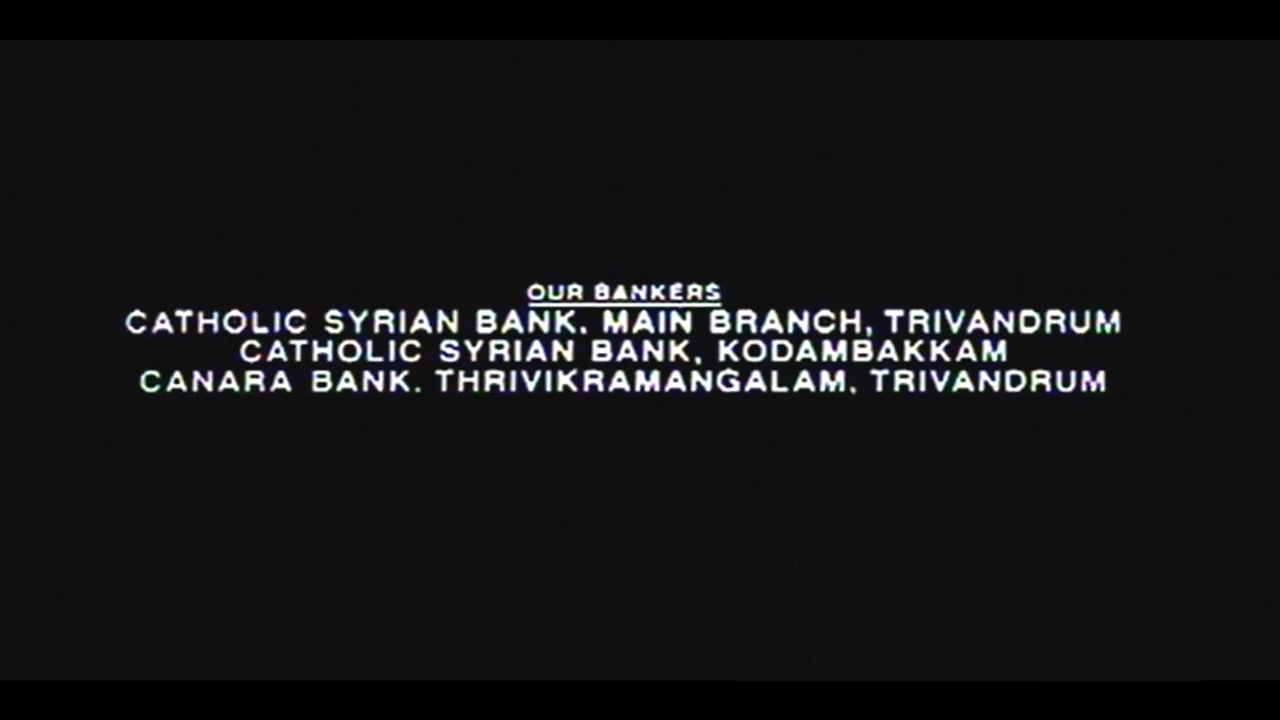 OUR BANKERS
CATHOLIC SYRIAN BANK. MAIN BRANCH, TRIVANDRUM
CATHOLIC SYRIAN BANK, KODAMBAKKAM
CANARA BANK. THRIVIKRAMANGALAM, TRIVANDRUM